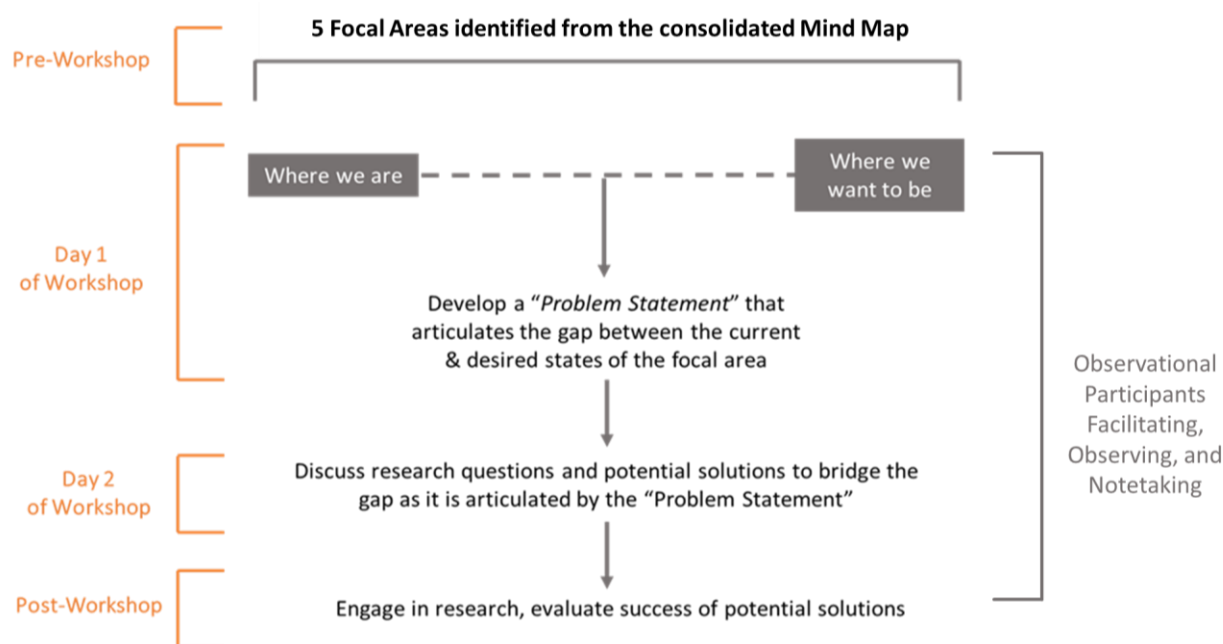 5 Focal Areas identified from the consolidated Mind Map
Pre-Workshop
Where we are
Where we
want to be
Day 1
of Workshop
Develop a “Problem Statement” that
articulates the gap between the current
& desired states of the focal area
Observational
Participants
Facilitating,
Observing, and
Notetaking
Day 2
of Workshop
Discuss research questions and potential solutions to bridge the
gap as it is articulated by the “Problem Statement”
Post-Workshop
Engage in research, evaluate success of potential solutions